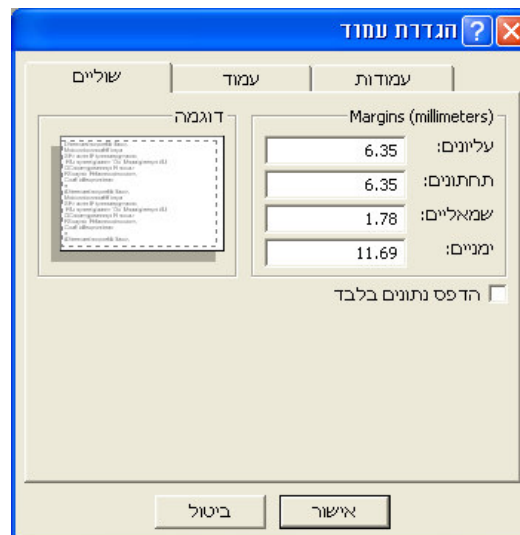 הגדרת עמוד
שוליים
עמוד
עמודות
Margins (millimeters)
עליונים: 6.35
תחתונים: 6.35
שמאליים: 1.78
ימניים: 11.69
דוגמה
הדפס נתונים בלבד
אישור
ביטול